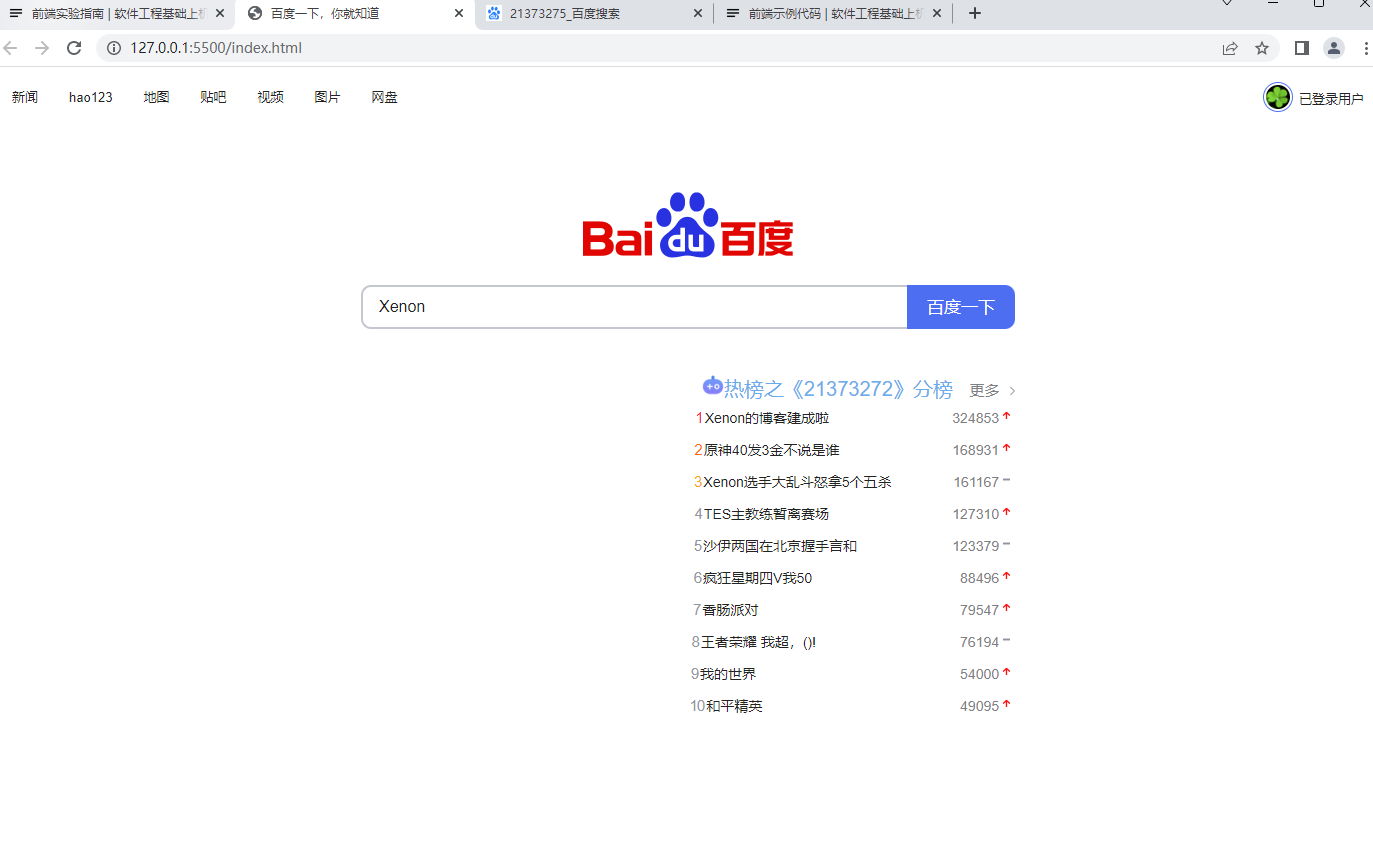 前端实验指南 | 软件工程基础上机
百度一下，你就知道
21373275_百度搜索
前端示例代码 | 软件工程基础上机
127.0.0.1:5500/index.html
新闻 hao123 地图 贴吧 视频 图片 网盘 已登录用户
Bai du 百度
Xenon 百度一下
热榜之《21373272》分榜 更多 >
1 Xenon的博客建成啦 324853
2 原神40发3金不说是谁 168931
3 Xenon选手大乱斗怒拿5个五杀 161167
4 TES主教练暂离赛场 127310
5 沙伊两国在北京握手言和 123379
6 疯狂星期四V我50 88496
7 香肠派对 79547
8 王者荣耀 我超，()! 76194
9 我的世界 54000
10 和平精英 49095